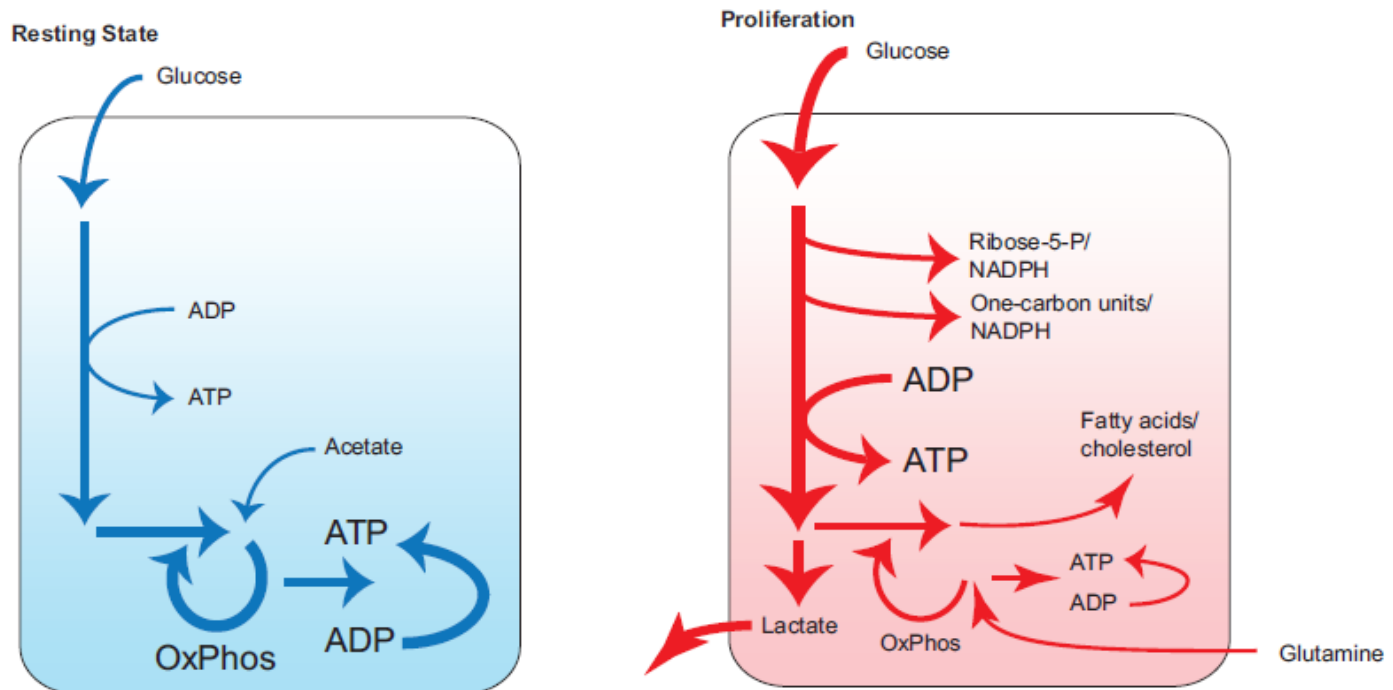 Resting State
Glucose
ADP
ATP
Acetate
ATP
ADP
OxPhos
Proliferation
Glucose
Ribose-5-P/
NADPH
One-carbon units/
NADPH
ADP
ATP
Fatty acids/
cholesterol
ATP
ADP
Lactate
OxPhos
Glutamine